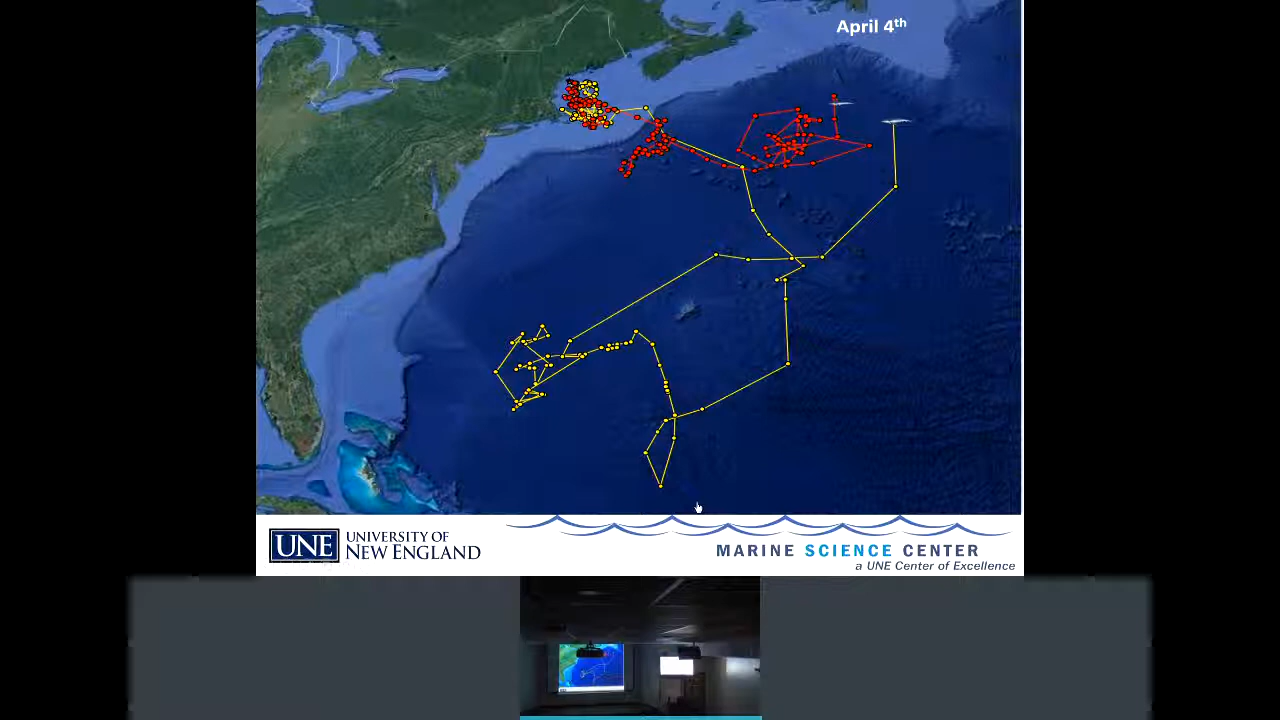 April 4th
UNE
UNIVERSITY OF
NEW ENGLAND
MARINE SCIENCE CENTER
a UNE Center of Excellence